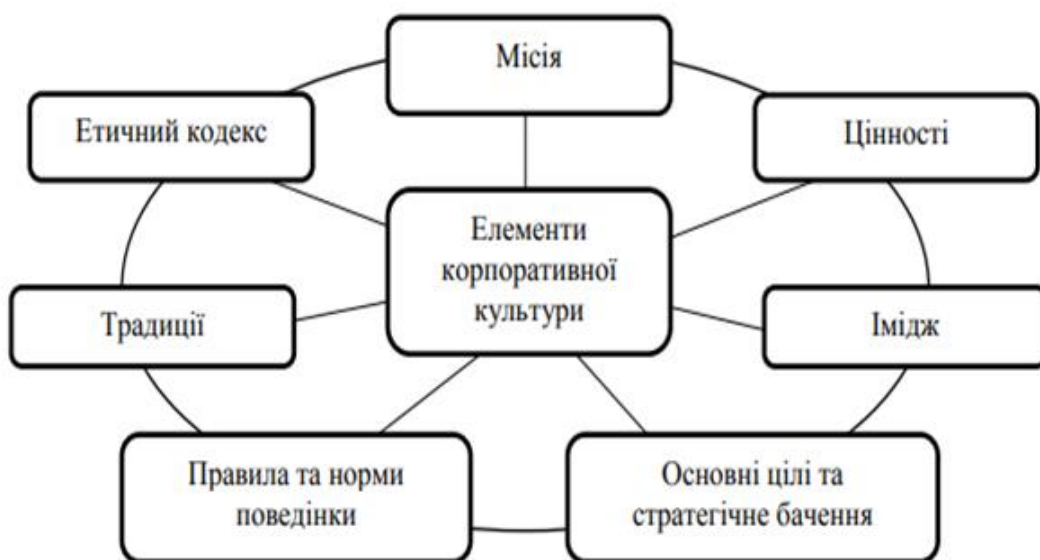 Місія
Етичний кодекс
Цінності
Елементи
корпоративної
культури
Традиції
Імідж
Правила та норми
поведінки
Основні цілі та
стратегічне бачення